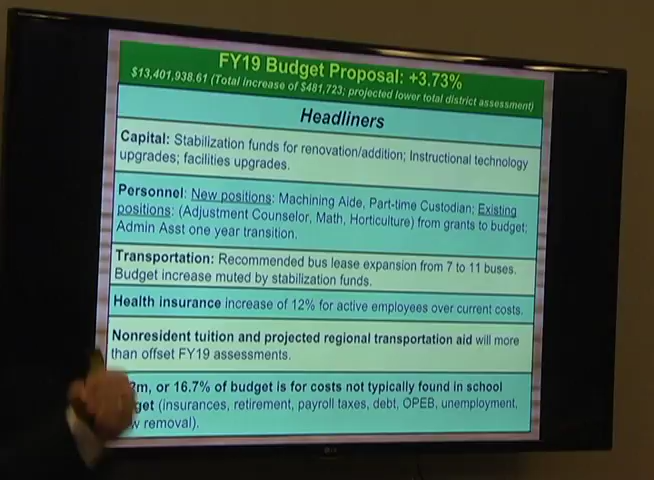 FY19 Budget Proposal: +3.73%
$13,401,938.61 (Total increase of $481,723; projected lower total district assessment)
Headliners
Capital: Stabilization funds for renovation/addition; Instructional technology
upgrades; facilities upgrades.
Personnel: New positions: Machining Aide, Part-time Custodian; Existing
positions: (Adjustment Counselor, Math, Horticulture) from grants to budget;
Admin Asst one year transition.
Transportation: Recommended bus lease expansion from 7 to 11 buses.
Budget increase muted by stabilization funds.
Health insurance increase of 12% for active employees over current costs.
Nonresident tuition and projected regional transportation aid will more
than offset FY19 assessments.
or 16.7% of budget is for costs not typically found in school
(insurances, retirement, payroll taxes, debt, OPEB, unemployment,
removal).
LG